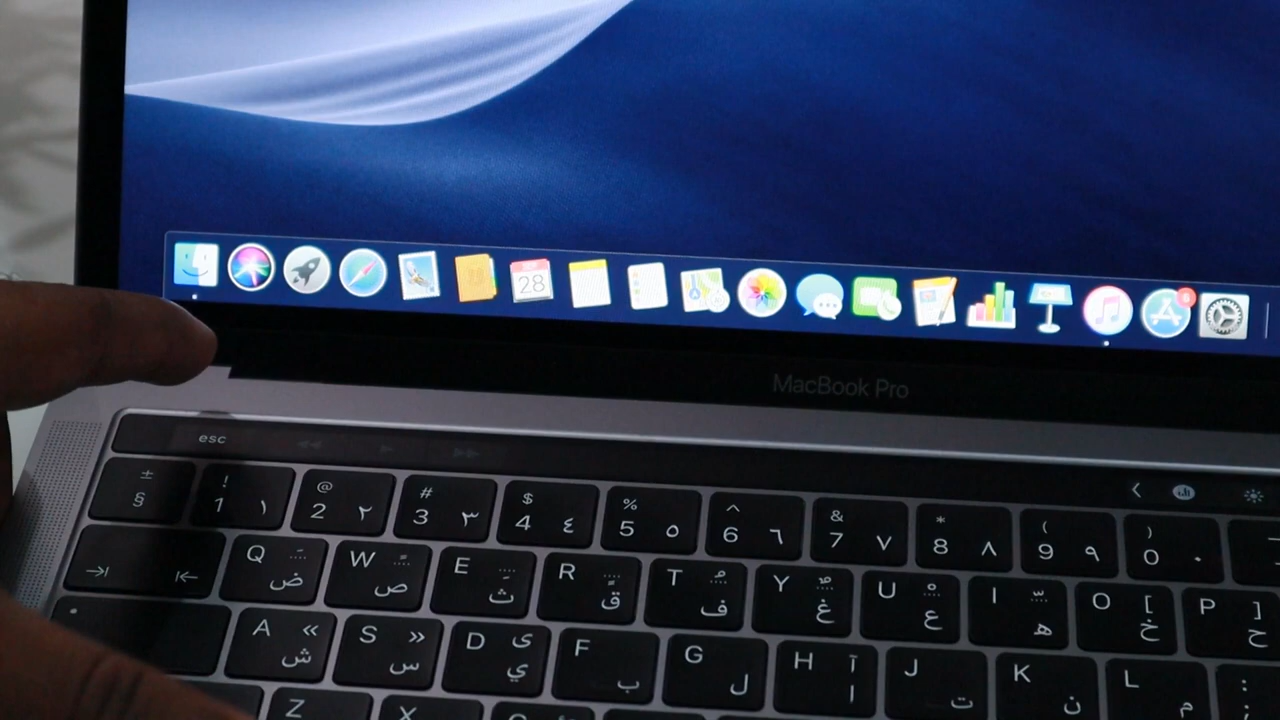 28
6
MacBook Pro
esc
± §
! 1 ١
@ 2 ٢
# 3 ٣
$ 4 ٤
% 5 ٥
^ 6 ٦
& 7 ٧
* 8 ٨
( 9 ٩
) 0 ٠
Q ض
W ص
E ث
R ق
T ف
Y غ
U ع
I ه
O [ خ
P ] ح
A » ش
S « س
D ى ي
F ب
G ل
H آ ا
J ت
K ن
L م
:
Z
X